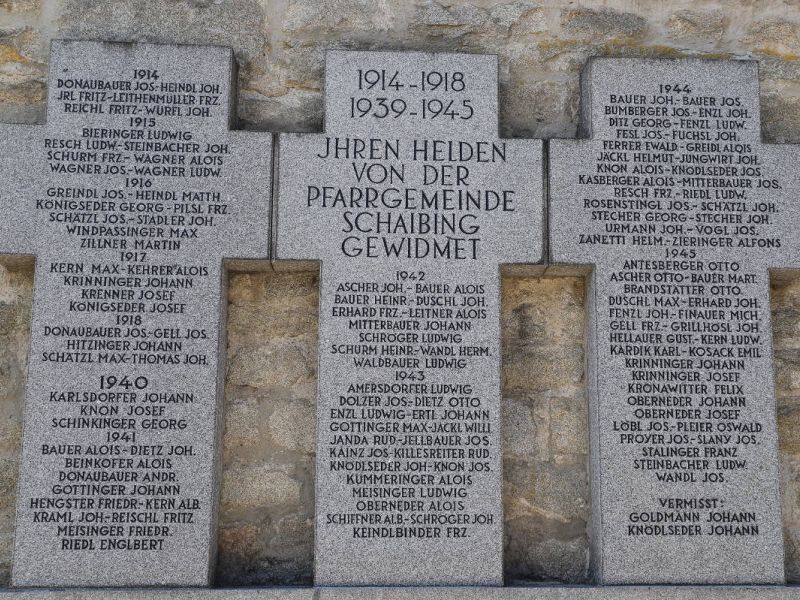 1914
DONAUBAUER JOS.-HEINDL JOH.
JRL FRITZ-LEITHENMÜLLER FRZ.
REICHL FRITZ-WÜRFL JOH.
1915
BIERINGER LUDWIG
RESCH LUDW.-STEINBACHER JOH.
SCHURM FRZ.-WAGNER ALOIS
WAGNER JOS.-WAGNER LUDW.
1916
GREINDL JOS.-HEINDL MATTH.
KÖNIGSEDER GEORG-PILSL FRZ.
SCHÄTZL JOS.-STADLER JOH.
WINDPASSINGER MAX
ZILLNER MARTIN
1917
KERN MAX-KEHRER ALOIS
KRINNINGER JOHANN
KRENNER JOSEF
KÖNIGSEDER JOSEF
1918
DONAUBAUER JOS.-GELL JOS.
HITZINGER JOHANN
SCHÄTZL MAX-THOMAS JOH.
1940
KARLSDORFER JOHANN
KNON JOSEF
SCHINKINGER GEORG
1941
BAUER ALOIS-DIETZ JOH.
BEINKOFER ALOIS
DONAUBAUER ANDR.
GOTTINGER JOHANN
HENGSTER FRIEDR.-KERN ALB.
KRAML JOH.-REISCHL FRITZ
MEISINGER FRIEDR.
RIEDL ENGLBERT
1914-1918
1939-1945
JHREN HELDEN
VON DER
PFARRGEMEINDE
SCHAIBING
GEWIDMET
1942
ASCHER JOH.-BAUER ALOIS
BAUER HEINR.-DUSCHL JOH.
ERHARD FRZ.-LEITNER ALOIS
MITTERBAUER JOHANN
SCHRÖGER LUDWIG
SCHURM HEINR.-WANDL HERM.
WALDBAUER LUDWIG
1943
AMERSDORFER LUDWIG
DOLZER JOS.-DIETZ OTTO
ENZL LUDWIG-ERTL JOHANN
GOTTINGER MAX-JÄCKL WILLI
JANDA RUD.-JELLBAUER JOS.
KAINZ JOS.-KILLESREITER RUD.
KNÖDLSEDER JOH.-KNON JOS.
KUMMERINGER ALOIS
MEISINGER LUDWIG
OBERNEDER ALOIS
SCHIFFNER ALB.-SCHRÖGER JOH.
KEINDLBINDER FRZ.
1944
BAUER JOH.-BAUER JOS.
BUMBERGER JOS.-ENZL JOH.
DITZ GEORG-FENZL LUDW.
FESL JOS.-FUCHSL JOH.
FERRER EWALD-GREIDL ALOIS
JÄCKL HELMUT-JUNGWIRT JOH.
KNON ALOIS-KNÖDLSEDER JOS.
KASBERGER ALOIS-MITTERBAUER JOS.
RESCH FRZ.-RIEDL LUDW.
ROSENSTINGL JOS.-SCHÄTZL JOH.
STECHER GEORG-STECHER JOH.
URMANN JOH.-VOGL JOS.
ZANETTI HELM.-ZIERINGER ALFONS
1945
ANTESBERGER OTTO
ASCHER OTTO-BAUER MART.
BRANDSTÄTTER OTTO
DUSCHL MAX-ERHARD JOH.
FENZL JOH.-FINAUER MICH.
GELL FRZ.-GRILLHÖSL JOH.
HELLAUER GUST.-KERN LUDW.
KARDIK KARL-KOSACK EMIL
KRINNINGER JOHANN
KRINNINGER JOSEF
KRONAWITTER FELIX
OBERNEDER JOHANN
OBERNEDER JOSEF
LÖBL JOS.-PLEIER OSWALD
PROYER JOS.-SLANY JOS.
STALINGER FRANZ
STEINBACHER LUDW.
WANDL JOS.
VERMISST:
GOLDMANN JOHANN
KNÖDLSEDER JOHANN